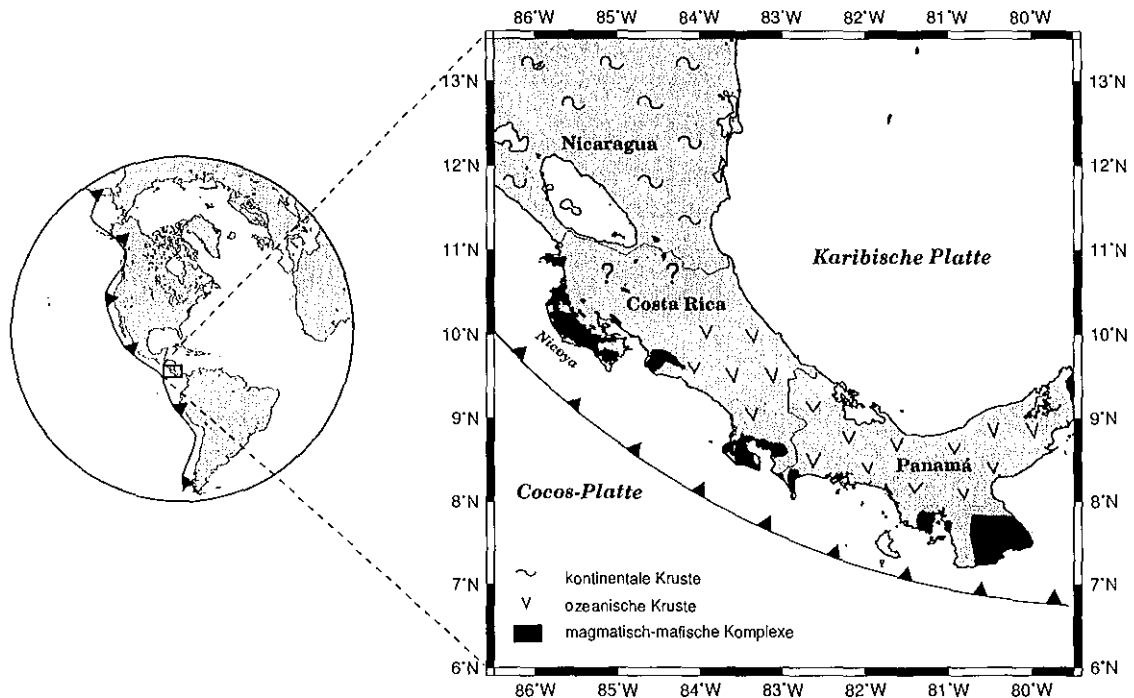 86°W 85°W 84°W 83°W 82°W 81°W 80°W
13°N 13°N
Nicaragua
12°N 12°N
11°N 11°N
Karibische Platte
? ?
Costa Rica
10°N 10°N
Nicoya
9°N 9°N
Panamá
Cocos-Platte
8°N 8°N
7°N 7°N
kontinentale Kruste
ozeanische Kruste
magmatisch-mafische Komplexe
6°N 6°N
86°W 85°W 84°W 83°W 82°W 81°W 80°W